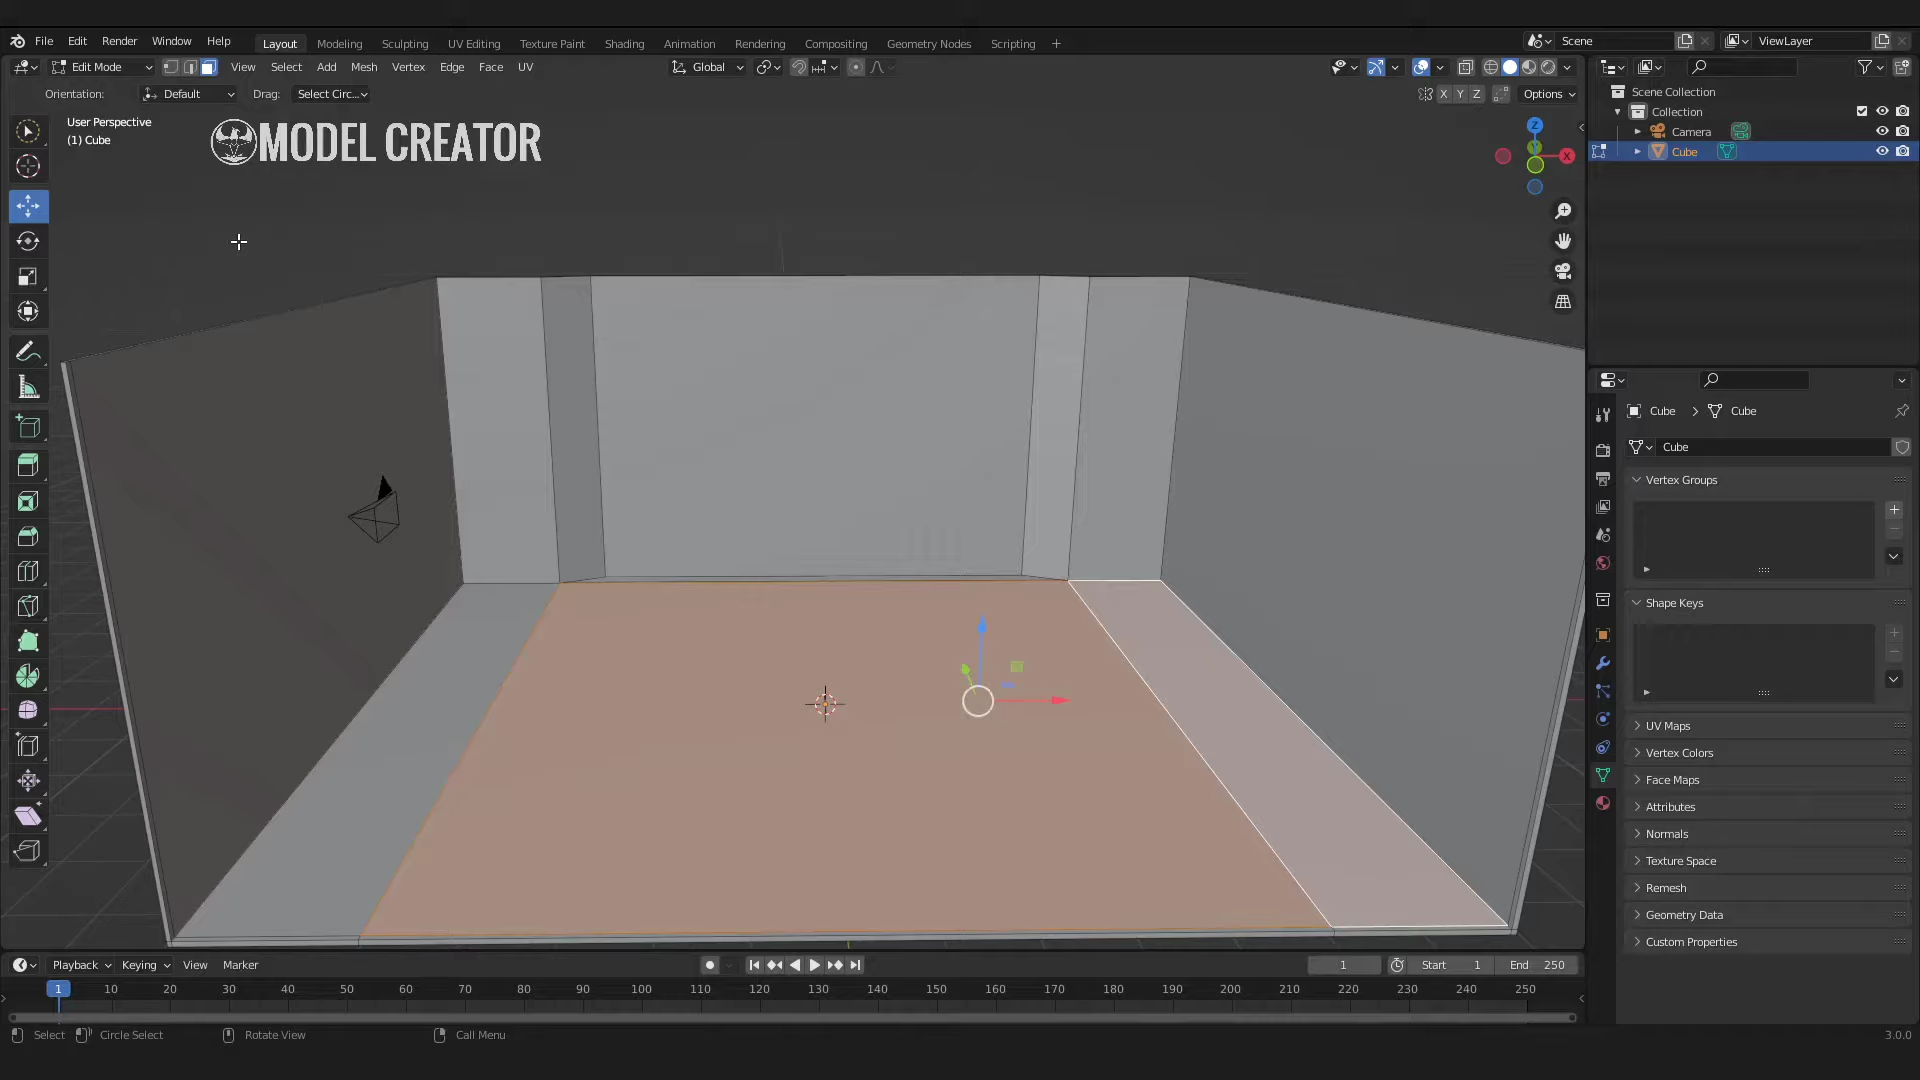 File Edit Render Window Help Layout Modeling Sculpting UV Editing Texture Paint Shading Animation Rendering Compositing Geometry Nodes Scripting + Scene ViewLayer
Edit Mode View Select Add Mesh Vertex Edge Face UV Global
Orientation: Default Drag: Select Circ... X Y Z Options
User Perspective
(1) Cube
MODEL CREATOR
Z
X
Scene Collection
Collection
Camera
Cube
Cube > Cube
Cube
Vertex Groups
Shape Keys
UV Maps
Vertex Colors
Face Maps
Attributes
Normals
Texture Space
Remesh
Geometry Data
Custom Properties
Playback Keying View Marker 1 Start 1 End 250
1 10 20 30 40 50 60 70 80 90 100 110 120 130 140 150 160 170 180 190 200 210 220 230 240 250
Select Circle Select Rotate View Call Menu 3.0.0